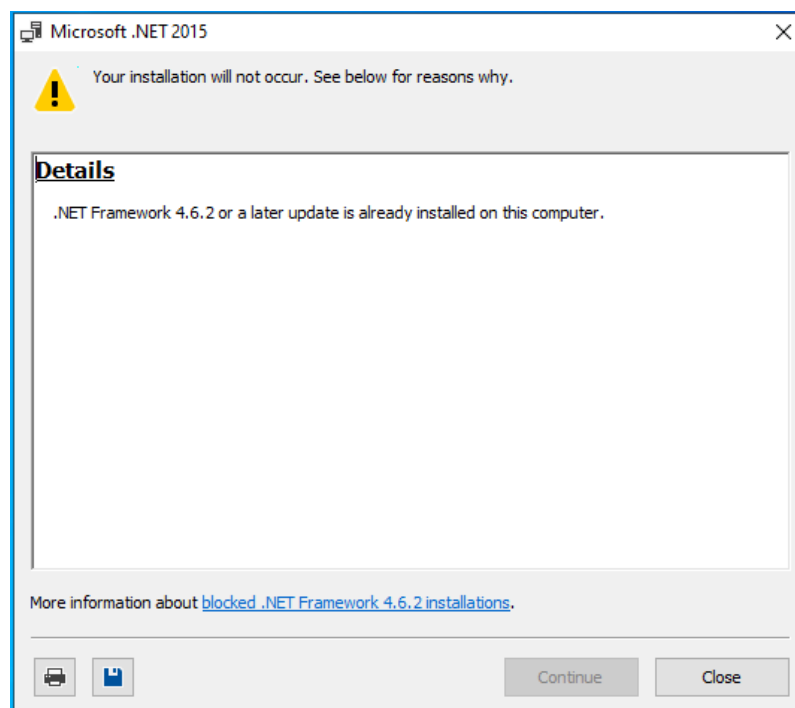 Microsoft .NET 2015
Your installation will not occur. See below for reasons why.
Details
.NET Framework 4.6.2 or a later update is already installed on this computer.
More information about blocked .NET Framework 4.6.2 installations.
Continue
Close